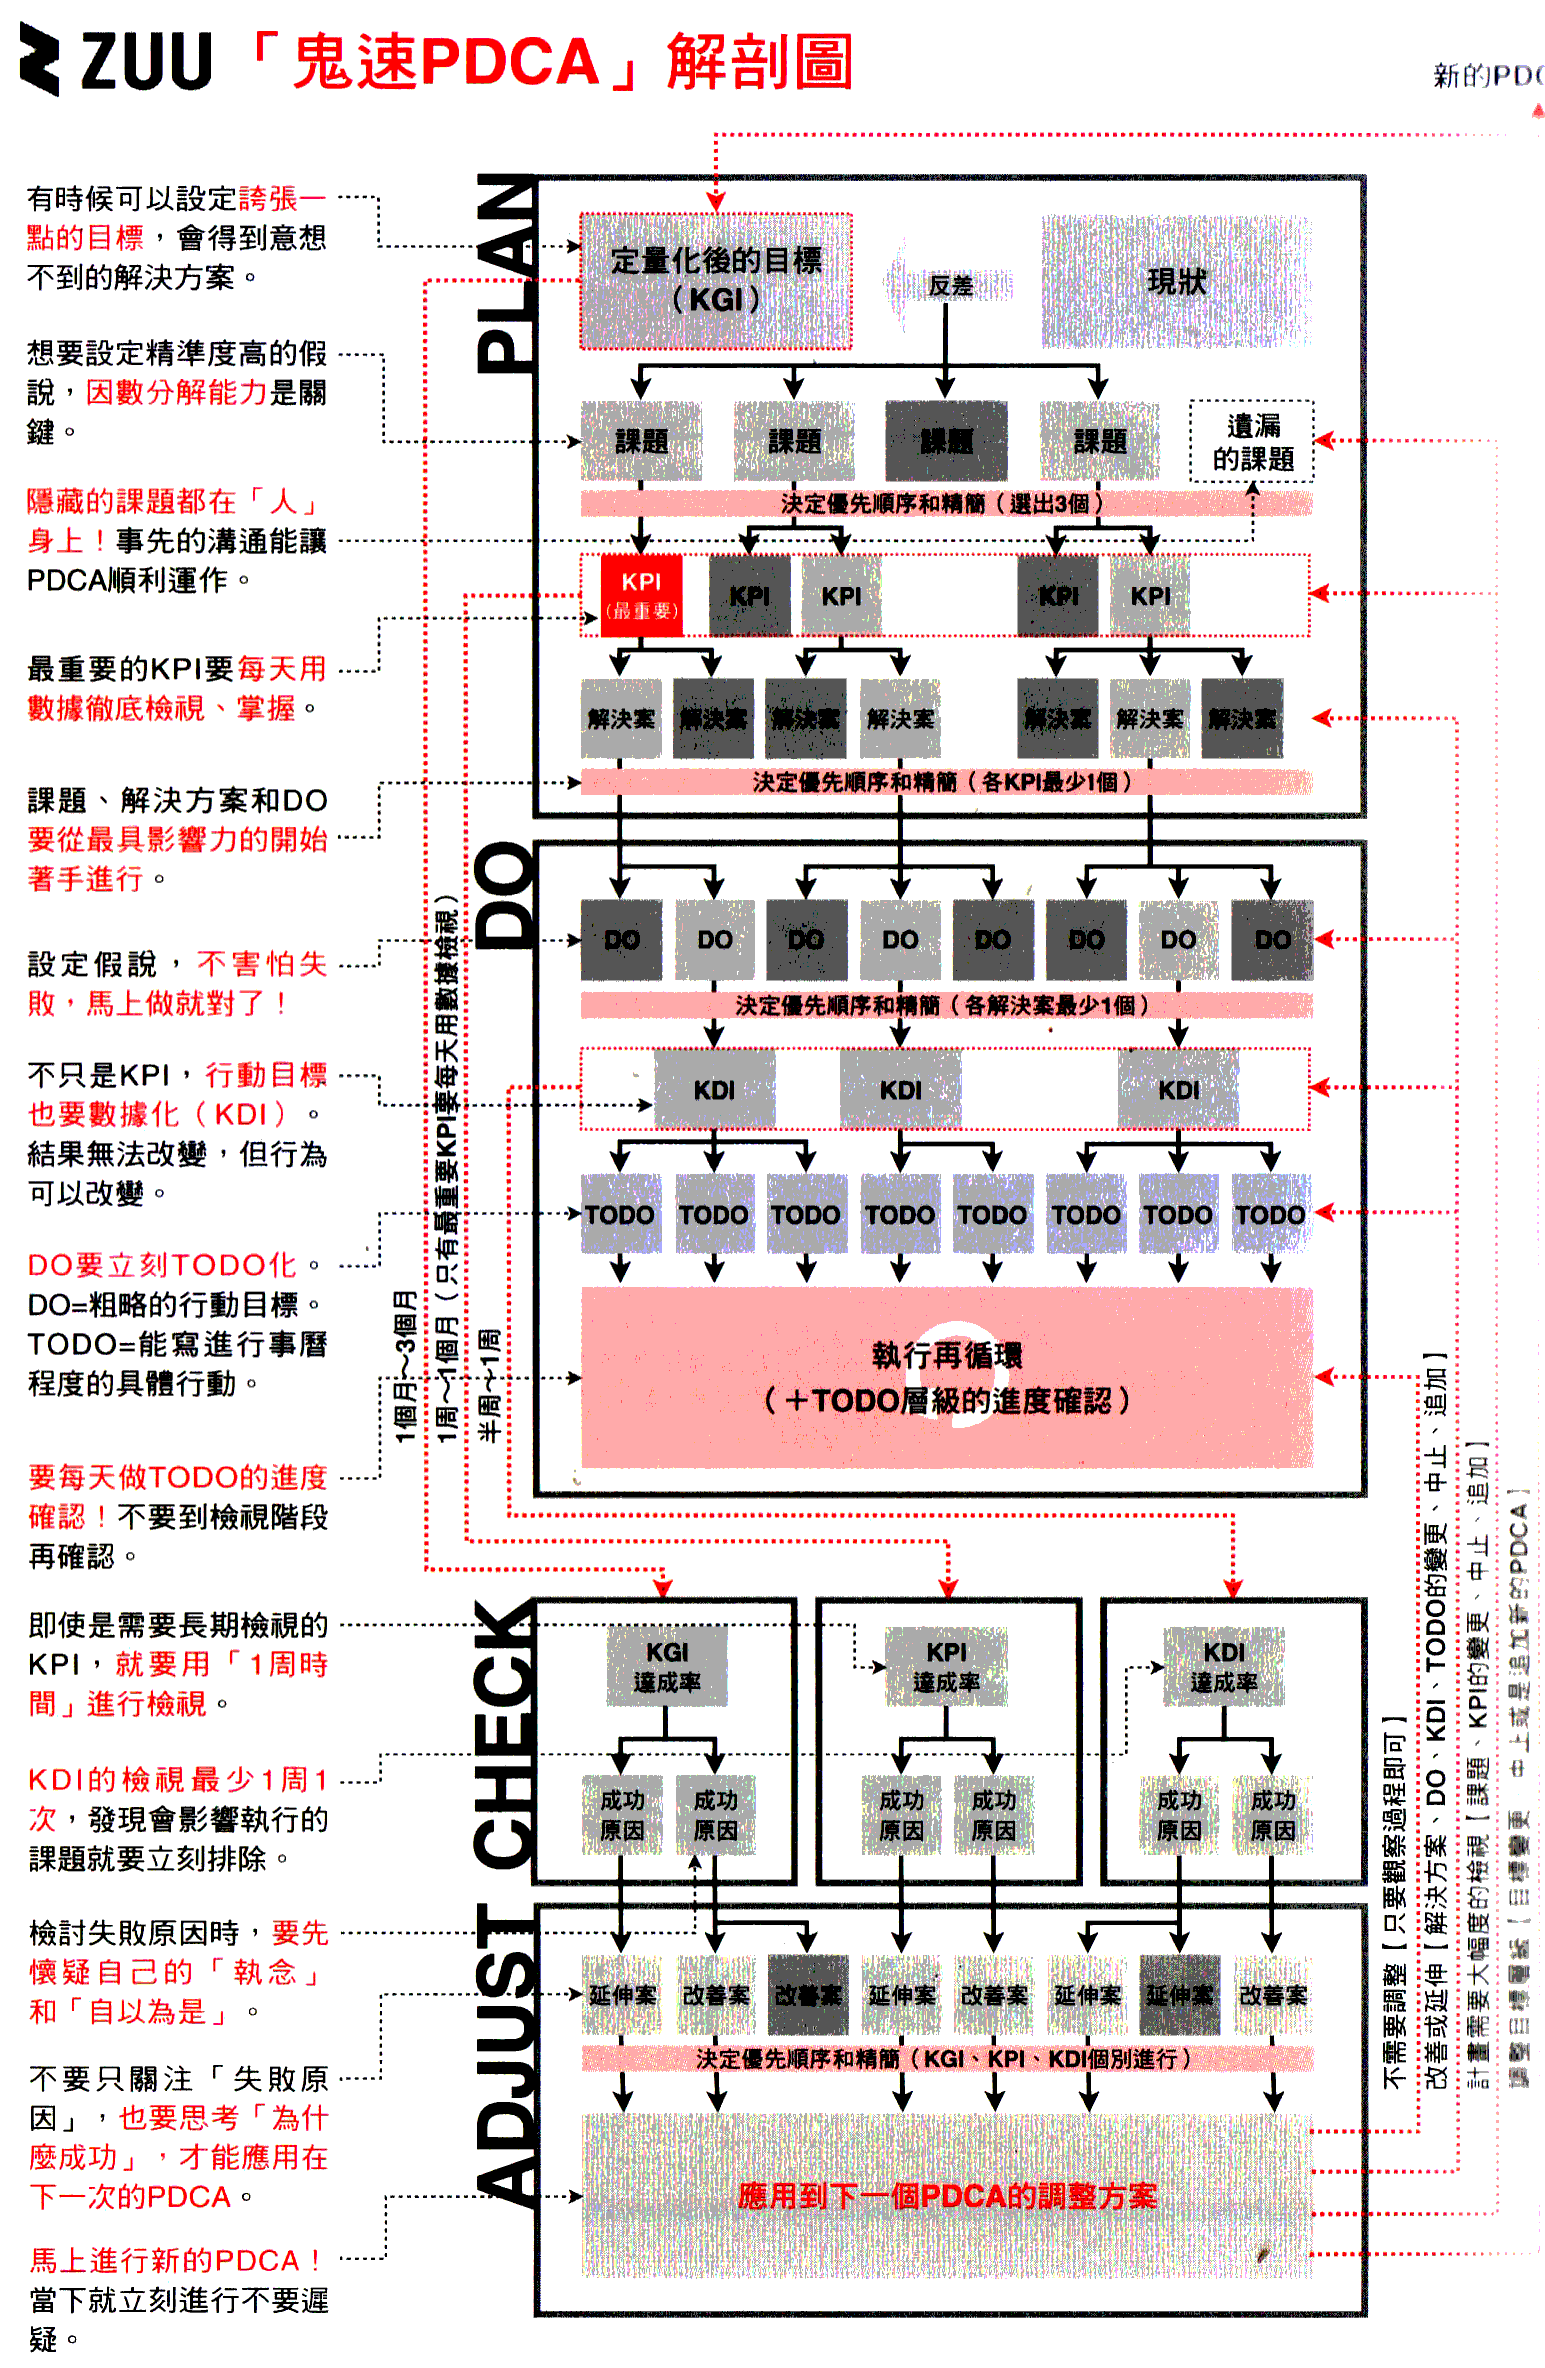 ZUU「鬼速PDCA」解剖圖
新的PD
有時候可以設定誇張一
點的目標，會得到意想
不到的解決方案。
想要設定精準度高的假
說，因數分解能力是關
鍵。
隱藏的課題都在「人」
身上！事先的溝通能讓
PDCA順利運作。
最重要的KPI要每天用
數據徹底檢視、掌握。
課題、解決方案和DO
要從最具影響力的開始
著手進行。
設定假說，不害怕失
敗，馬上做就對了！
不只是KPI，行動目標
也要數據化（KDI）。
結果無法改變，但行為
可以改變。
DO要立刻TODO化。
DO=粗略的行動目標。
TODO=能寫進行事曆
程度的具體行動。
要每天做TODO的進度
確認！不要到檢視階段
再確認。
即使是需要長期檢視的
KPI，就要用「1周時
間」進行檢視。
KDI的檢視最少1周1
次，發現會影響執行的
課題就要立刻排除。
檢討失敗原因時，要先
懷疑自己的「執念」
和「自以為是」。
不要只關注「失敗原
因」，也要思考「為什
麼成功」，才能應用在
下一次的PDCA。
馬上進行新的PDCA！
當下就立刻進行不要遲
疑。
1個月～3個月
1周～1個月（只有最重要KPI要每天用數據檢視）
半周～1周
PLAN
定量化後的目標
（KGI）
反差
現狀
課題
課題
課題
課題
遺漏
的課題
決定優先順序和精簡（選出3個）
KPI
（最重要）
KPI
KPI
KPI
KPI
解決案
解決案
解決案
解決案
解決案
解決案
解決案
決定優先順序和精簡（各KPI最少1個）
DO
DO
DO
DO
DO
DO
DO
DO
DO
決定優先順序和精簡（各解決案最少1個）
KDI
KDI
KDI
TODO
TODO
TODO
TODO
TODO
TODO
TODO
TODO
執行再循環
（＋TODO層級的進度確認）
CHECK
KGI
達成率
KPI
達成率
KDI
達成率
成功
原因
成功
原因
成功
原因
成功
原因
成功
原因
成功
原因
ADJUST
延伸案
改善案
改善案
延伸案
改善案
延伸案
延伸案
改善案
決定優先順序和精簡（KGI、KPI、KDI個別進行）
應用到下一個PDCA的調整方案
不需要調整【只要觀察過程即可】
改善或延伸【解決方案、DO、KDI、TODO的變更、中止、追加】
計畫需要大幅度的檢視【課題、KPI的變更、中止、追加】
調整目標層級【目標變更、中止或是追加新的PDCA】